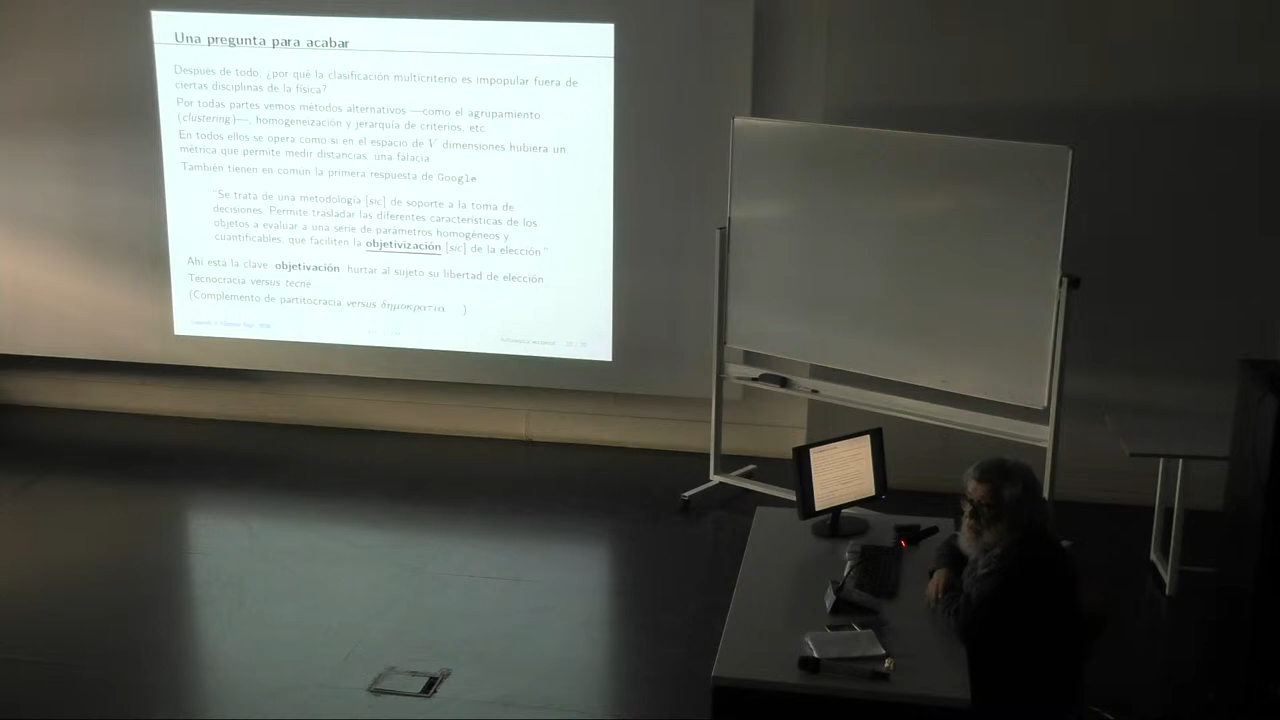 Una pregunta para acabar
Después de todo, ¿por qué la clasificación multicriterio es impopular fuera de
ciertas disciplinas de la física?
Por todas partes vemos métodos alternativos —como el agrupamiento
(clustering)—, homogeneización y jerarquía de criterios, etc.
En todos ellos se opera como si en el espacio de V dimensiones hubiera un
métrica que permite medir distancias: una falacia
También tienen en común la primera respuesta de Google
"Se trata de una metodología [sic] de soporte a la toma de
decisiones. Permite trasladar las diferentes características de los
objetos a evaluar a una serie de parámetros homogéneos y
cuantificables, que faciliten la objetivización [sic] de la elección"
Ahí está la clave: objetivación: hurtar al sujeto su libertad de elección
Tecnocracia versus tecné
(Complemento de partitocracia versus δημοκρατια )